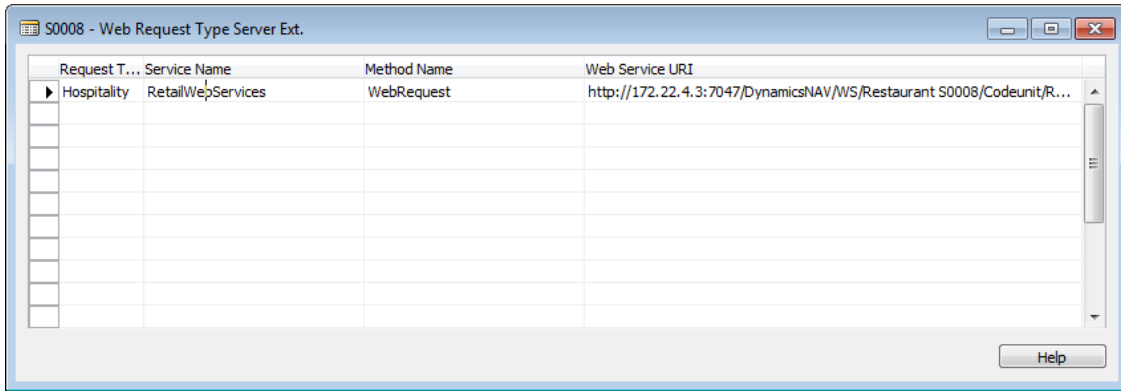 S0008 - Web Request Type Server Ext.
Request T... Service Name Method Name Web Service URI
Hospitality RetailWebServices WebRequest http://172.22.4.3:7047/DynamicsNAV/WS/Restaurant S0008/Codeunit/R...
Help